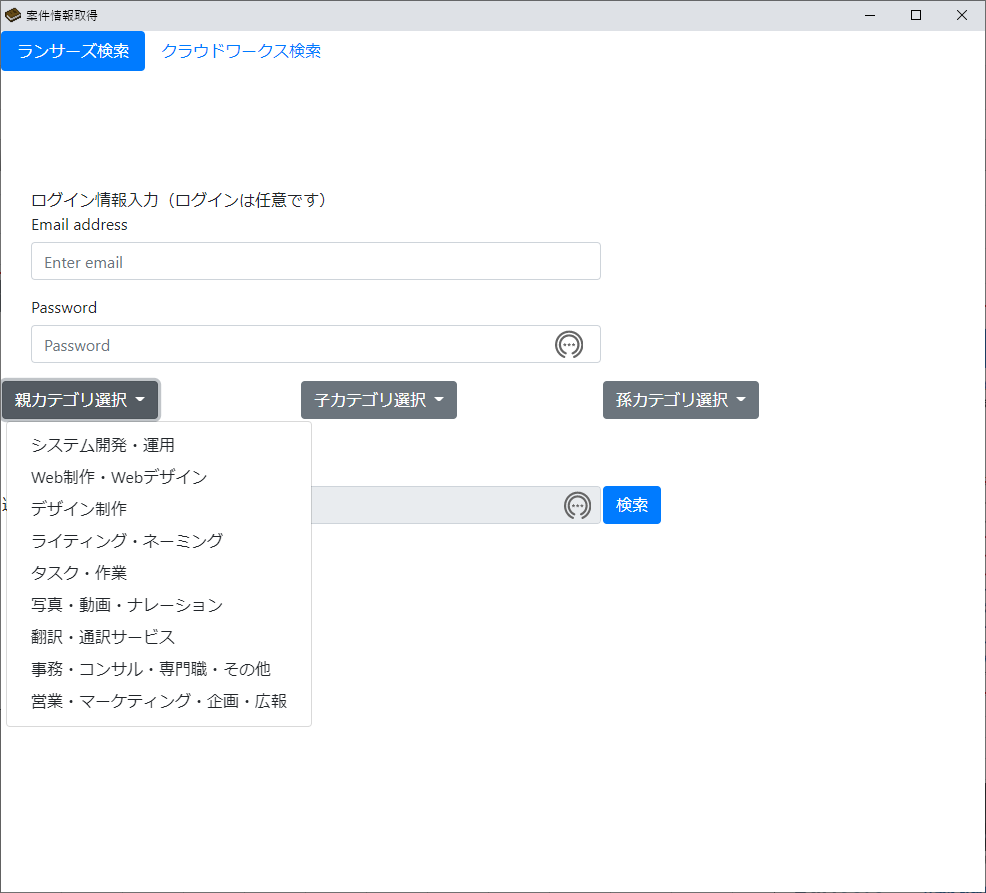 案件情報取得
ランサーズ検索 クラウドワークス検索
ログイン情報入力（ログインは任意です）
Email address
Enter email
Password
Password
親カテゴリ選択 子カテゴリ選択 孫カテゴリ選択
システム開発・運用
Web制作・Webデザイン
検索
デザイン制作
ライティング・ネーミング
タスク・作業
写真・動画・ナレーション
翻訳・通訳サービス
事務・コンサル・専門職・その他
営業・マーケティング・企画・広報